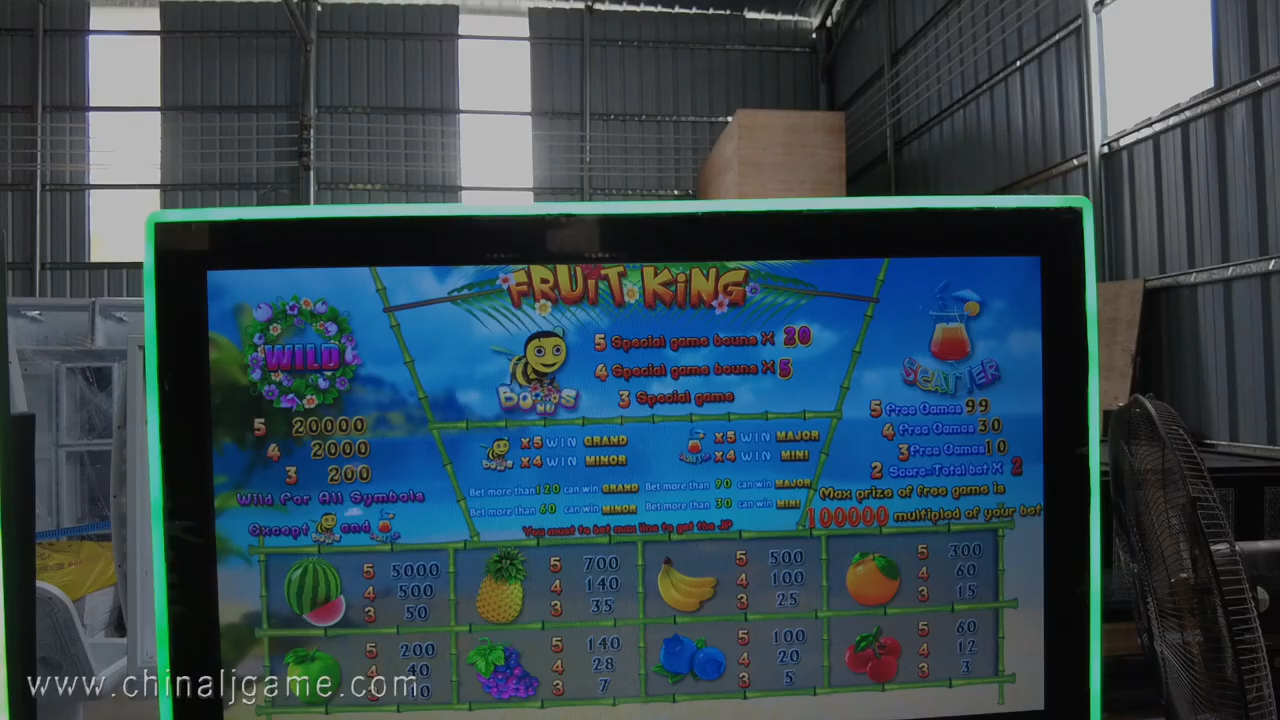 FRUIT KING
WILD
5 20000
4 2000
3 200
Wild For All Symbols
Except and
5 Special game bouns X 20
4 Special game bouns X 5
3 Special game
SCATTER
5 Free Games 99
4 Free Games 30
3 Free Games 10
2 Score-Total bet X 2
Max prize of free game is
100000 multipled of your bet
X5 WIN GRAND
X4 WIN MINOR
X5 WIN MAJOR
X4 WIN MINI
Bet more than 120 can win GRAND Bet more than 90 can win MAJOR
Bet more than 60 can win MINOR Bet more than 30 can win MINI
You must to bet max line to get the JP
5 5000
4 500
3 50
5 700
4 140
3 35
5 500
4 100
3 25
5 300
4 60
3 15
5 200
4 40
10
5 140
4 28
3 7
5 100
4 20
3 5
5 60
4 12
3 3
www.chinaljgame.com